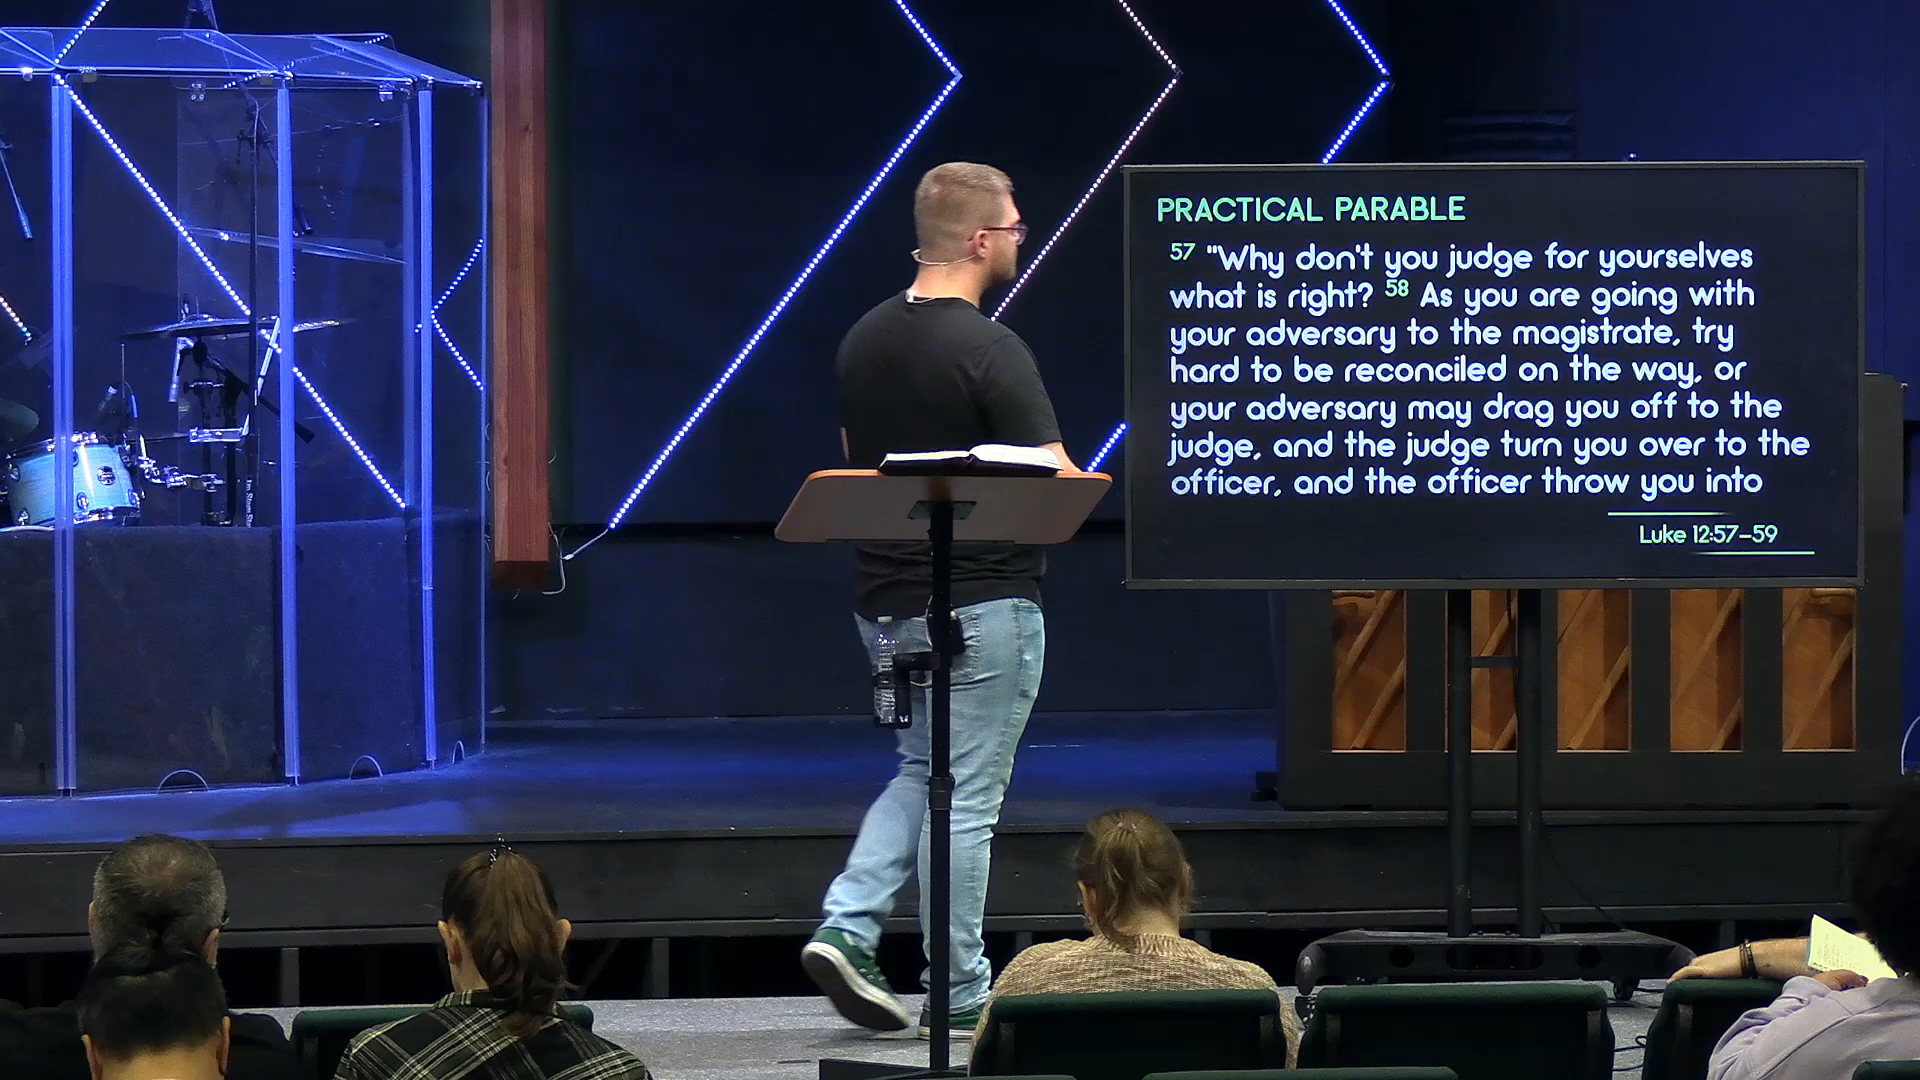 PRACTICAL PARABLE
57 "Why don't you judge for yourselves
what is right? 58 As you are going with
your adversary to the magistrate, try
hard to be reconciled on the way, or
your adversary may drag you off to the
judge, and the judge turn you over to the
officer, and the officer throw you into
Luke 12:57–59